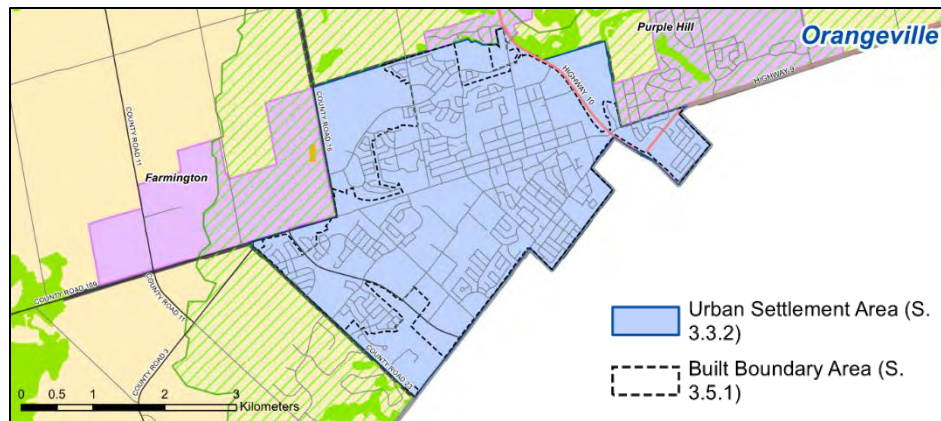 Purple Hill
Orangeville
HIGHWAY 9
HIGHWAY 10
COUNTY ROAD 16
COUNTY ROAD 11
Farmington
COUNTY ROAD 109
COUNTY ROAD 11
COUNTY ROAD 3
COUNTY ROAD 23
Urban Settlement Area (S.
3.3.2)
Built Boundary Area (S.
3.5.1)
0 0.5 1 2 3
Kilometers